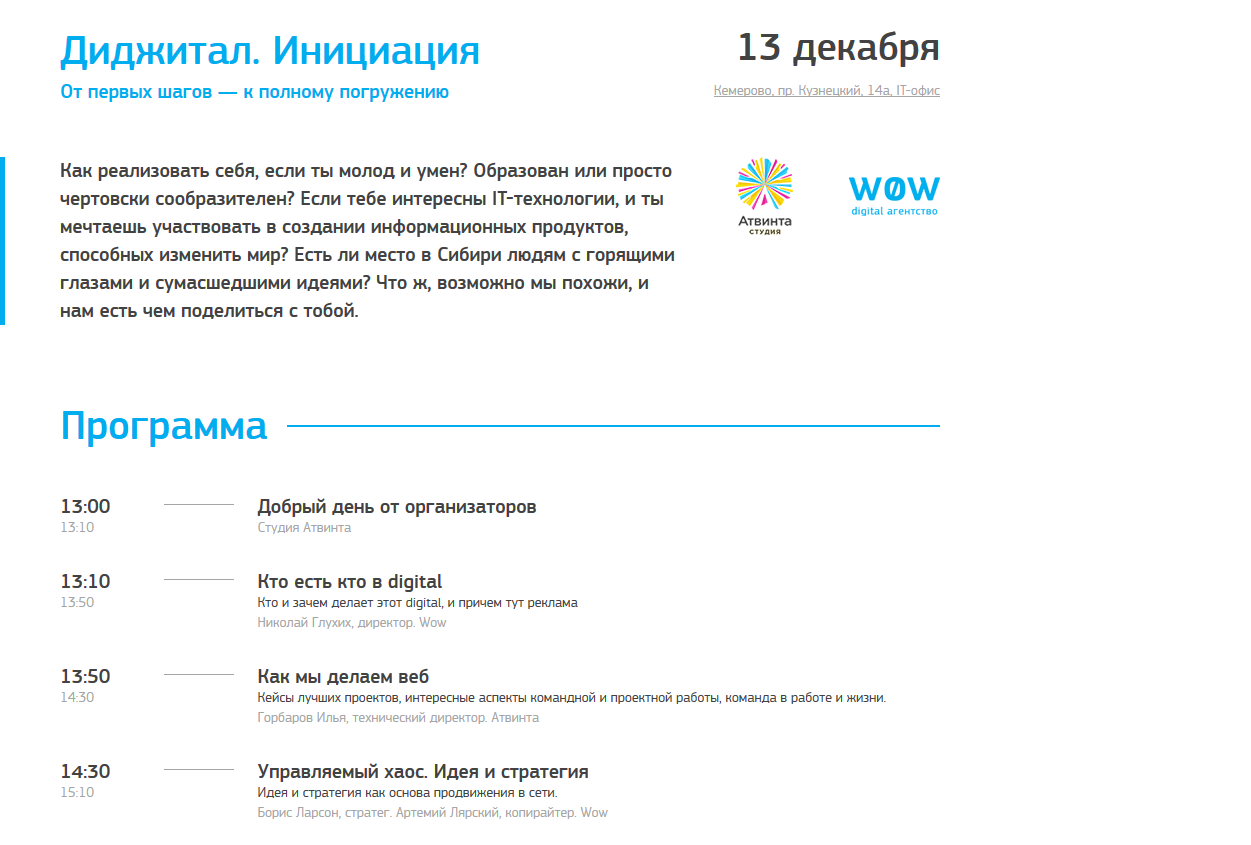 Диджитал. Инициация
13 декабря
От первых шагов — к полному погружению
Кемерово, пр. Кузнецкий, 14а, IT-офис
Как реализовать себя, если ты молод и умен? Образован или просто
чертовски сообразителен? Если тебе интересны IT-технологии, и ты
мечтаешь участвовать в создании информационных продуктов,
способных изменить мир? Есть ли место в Сибири людям с горящими
глазами и сумасшедшими идеями? Что ж, возможно мы похожи, и
нам есть чем поделиться с тобой.
Атвинта
студия
wow
digital агентство
Программа
13:00
Добрый день от организаторов
13:10
Студия Атвинта
13:10
Кто есть кто в digital
13:50
Кто и зачем делает этот digital, и причем тут реклама
Николай Глухих, директор. Wow
13:50
Как мы делаем веб
14:30
Кейсы лучших проектов, интересные аспекты командной и проектной работы, команда в работе и жизни.
Горбаров Илья, технический директор. Атвинта
14:30
Управляемый хаос. Идея и стратегия
15:10
Идея и стратегия как основа продвижения в сети.
Борис Ларсон, стратег. Артемий Лярский, копирайтер. Wow